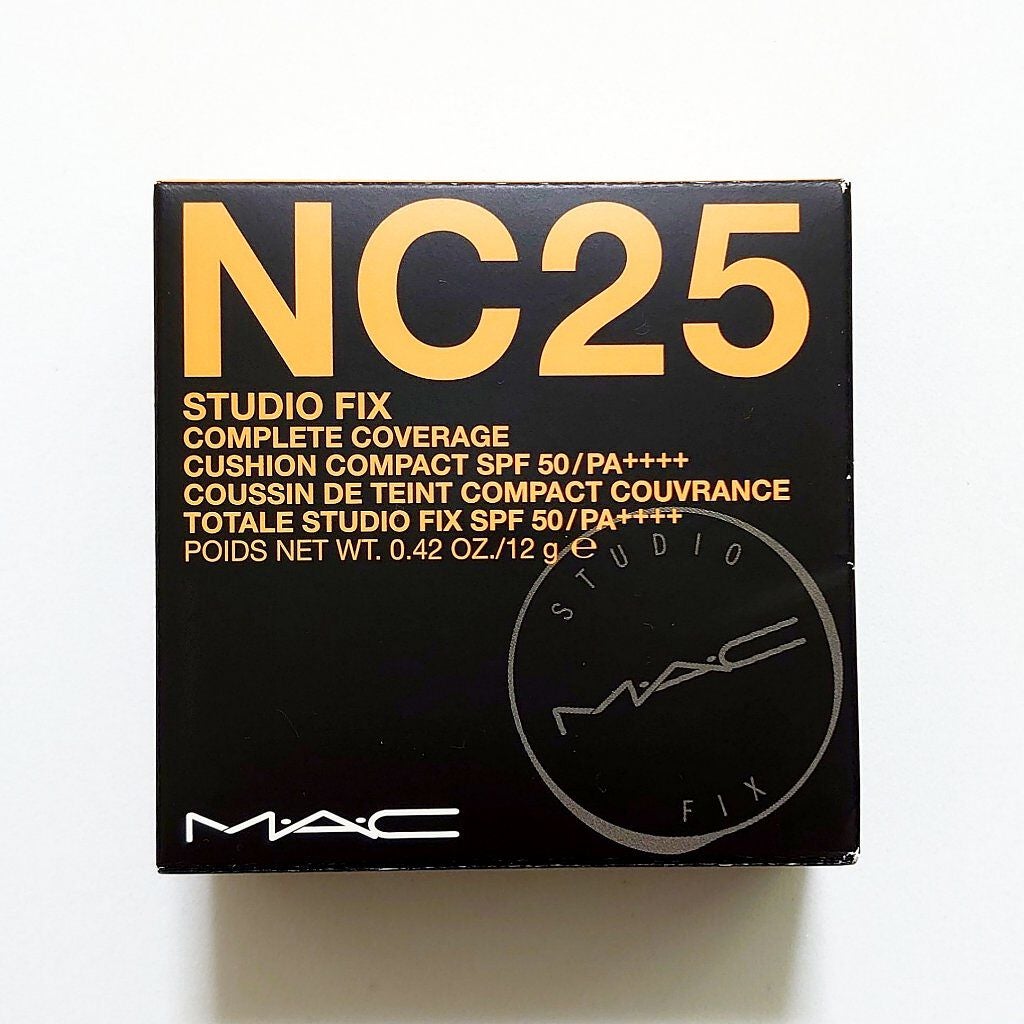 NC25
STUDIO FIX
COMPLETE COVERAGE
CUSHION COMPACT SPF 50/PA++++
COUSSIN DE TEINT COMPACT COUVRANCE
TOTALE STUDIO FIX SPF 50/PA++++
POIDS NET WT. 0.42 OZ./12 g ℮
STUDIO
M·A·C
FIX
M·A·C